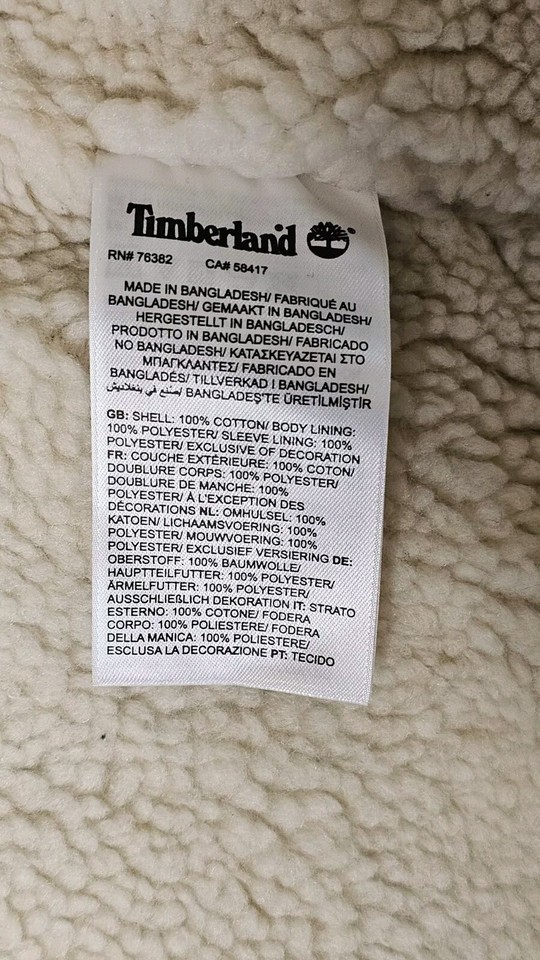 Timberland
RN# 76382 CA# 58417
MADE IN BANGLADESH/ FABRIQUÉ AU
BANGLADESH/ GEMAAKT IN BANGLADESH/
HERGESTELLT IN BANGLADESCH/
PRODOTTO IN BANGLADESH/ FABRICADO
NO BANGLADESH/ ΚΑΤΑΣΚΕΥΑΖΕΤΑΙ ΣΤΟ
ΜΠΑΓΚΛΑΝΤΕΣ/ FABRICADO EN
BANGLADÉS/ TILLVERKAD I BANGLADESH/
صنع في بنغلاديش/ BANGLADEŞ'TE ÜRETİLMİŞTİR
GB: SHELL: 100% COTTON/ BODY LINING:
100% POLYESTER/ SLEEVE LINING: 100%
POLYESTER/ EXCLUSIVE OF DECORATION
FR: COUCHE EXTÉRIEURE: 100% COTON/
DOUBLURE CORPS: 100% POLYESTER/
DOUBLURE DE MANCHE: 100%
POLYESTER/ À L'EXCEPTION DES
DÉCORATIONS NL: OMHULSEL: 100%
KATOEN/ LICHAAMSVOERING: 100%
POLYESTER/ MOUWVOERING: 100%
POLYESTER/ EXCLUSIEF VERSIERING DE:
OBERSTOFF: 100% BAUMWOLLE/
HAUPTTEILFUTTER: 100% POLYESTER/
ÄRMELFUTTER: 100% POLYESTER/
AUSSCHLIEßLICH DEKORATION IT: STRATO
ESTERNO: 100% COTONE/ FODERA
CORPO: 100% POLIESTERE/ FODERA
DELLA MANICA: 100% POLIESTERE/
ESCLUSA LA DECORAZIONE PT: TECIDO